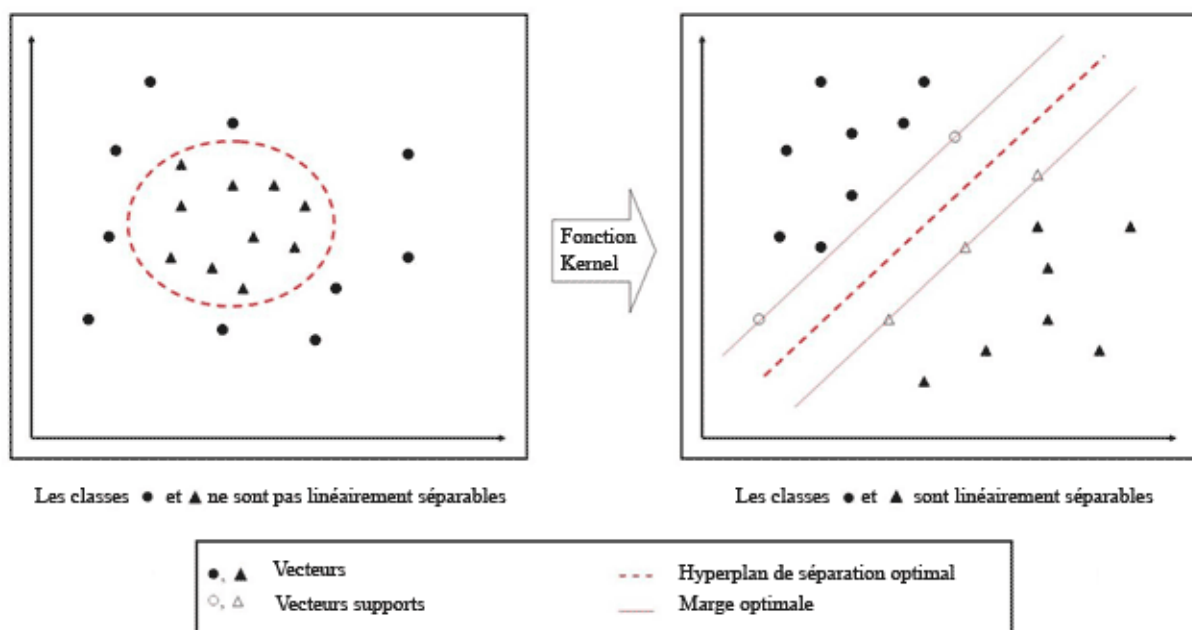 Fonction
Kernel
Les classes ● et ▲ ne sont pas linéairement séparables
Les classes ● et ▲ sont linéairement séparables
●, ▲ Vecteurs
○, △ Vecteurs supports
Hyperplan de séparation optimal
Marge optimale